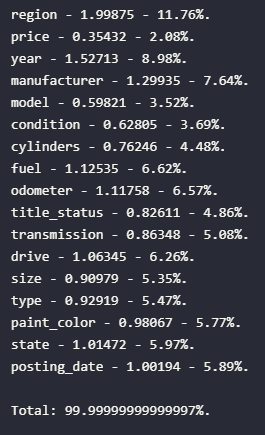 region - 1.99875 - 11.76%.
price - 0.35432 - 2.08%.
year - 1.52713 - 8.98%.
manufacturer - 1.29935 - 7.64%.
model - 0.59821 - 3.52%.
condition - 0.62805 - 3.69%.
cylinders - 0.76246 - 4.48%.
fuel - 1.12535 - 6.62%.
odometer - 1.11758 - 6.57%.
title_status - 0.82611 - 4.86%.
transmission - 0.86348 - 5.08%.
drive - 1.06345 - 6.26%.
size - 0.90979 - 5.35%.
type - 0.92919 - 5.47%.
paint_color - 0.98067 - 5.77%.
state - 1.01472 - 5.97%.
posting_date - 1.00194 - 5.89%.
Total: 99.99999999999997%.